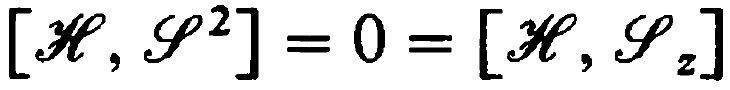 [ℋ, 𝒮²] = 0 = [ℋ, 𝒮_z]